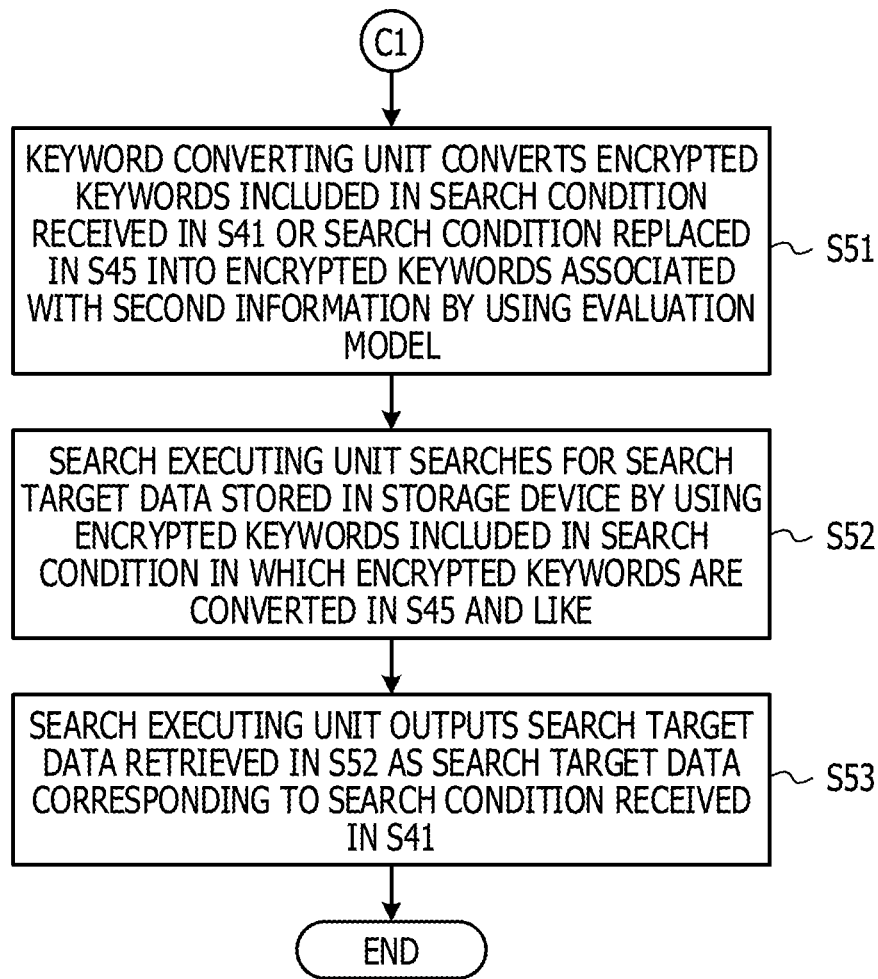 C1
KEYWORD CONVERTING UNIT CONVERTS ENCRYPTED
KEYWORDS INCLUDED IN SEARCH CONDITION
RECEIVED IN S41 OR SEARCH CONDITION REPLACED
IN S45 INTO ENCRYPTED KEYWORDS ASSOCIATED
WITH SECOND INFORMATION BY USING EVALUATION
MODEL
S51
SEARCH EXECUTING UNIT SEARCHES FOR SEARCH
TARGET DATA STORED IN STORAGE DEVICE BY USING
ENCRYPTED KEYWORDS INCLUDED IN SEARCH
CONDITION IN WHICH ENCRYPTED KEYWORDS ARE
CONVERTED IN S45 AND LIKE
S52
SEARCH EXECUTING UNIT OUTPUTS SEARCH TARGET
DATA RETRIEVED IN S52 AS SEARCH TARGET DATA
CORRESPONDING TO SEARCH CONDITION RECEIVED
IN S41
S53
END